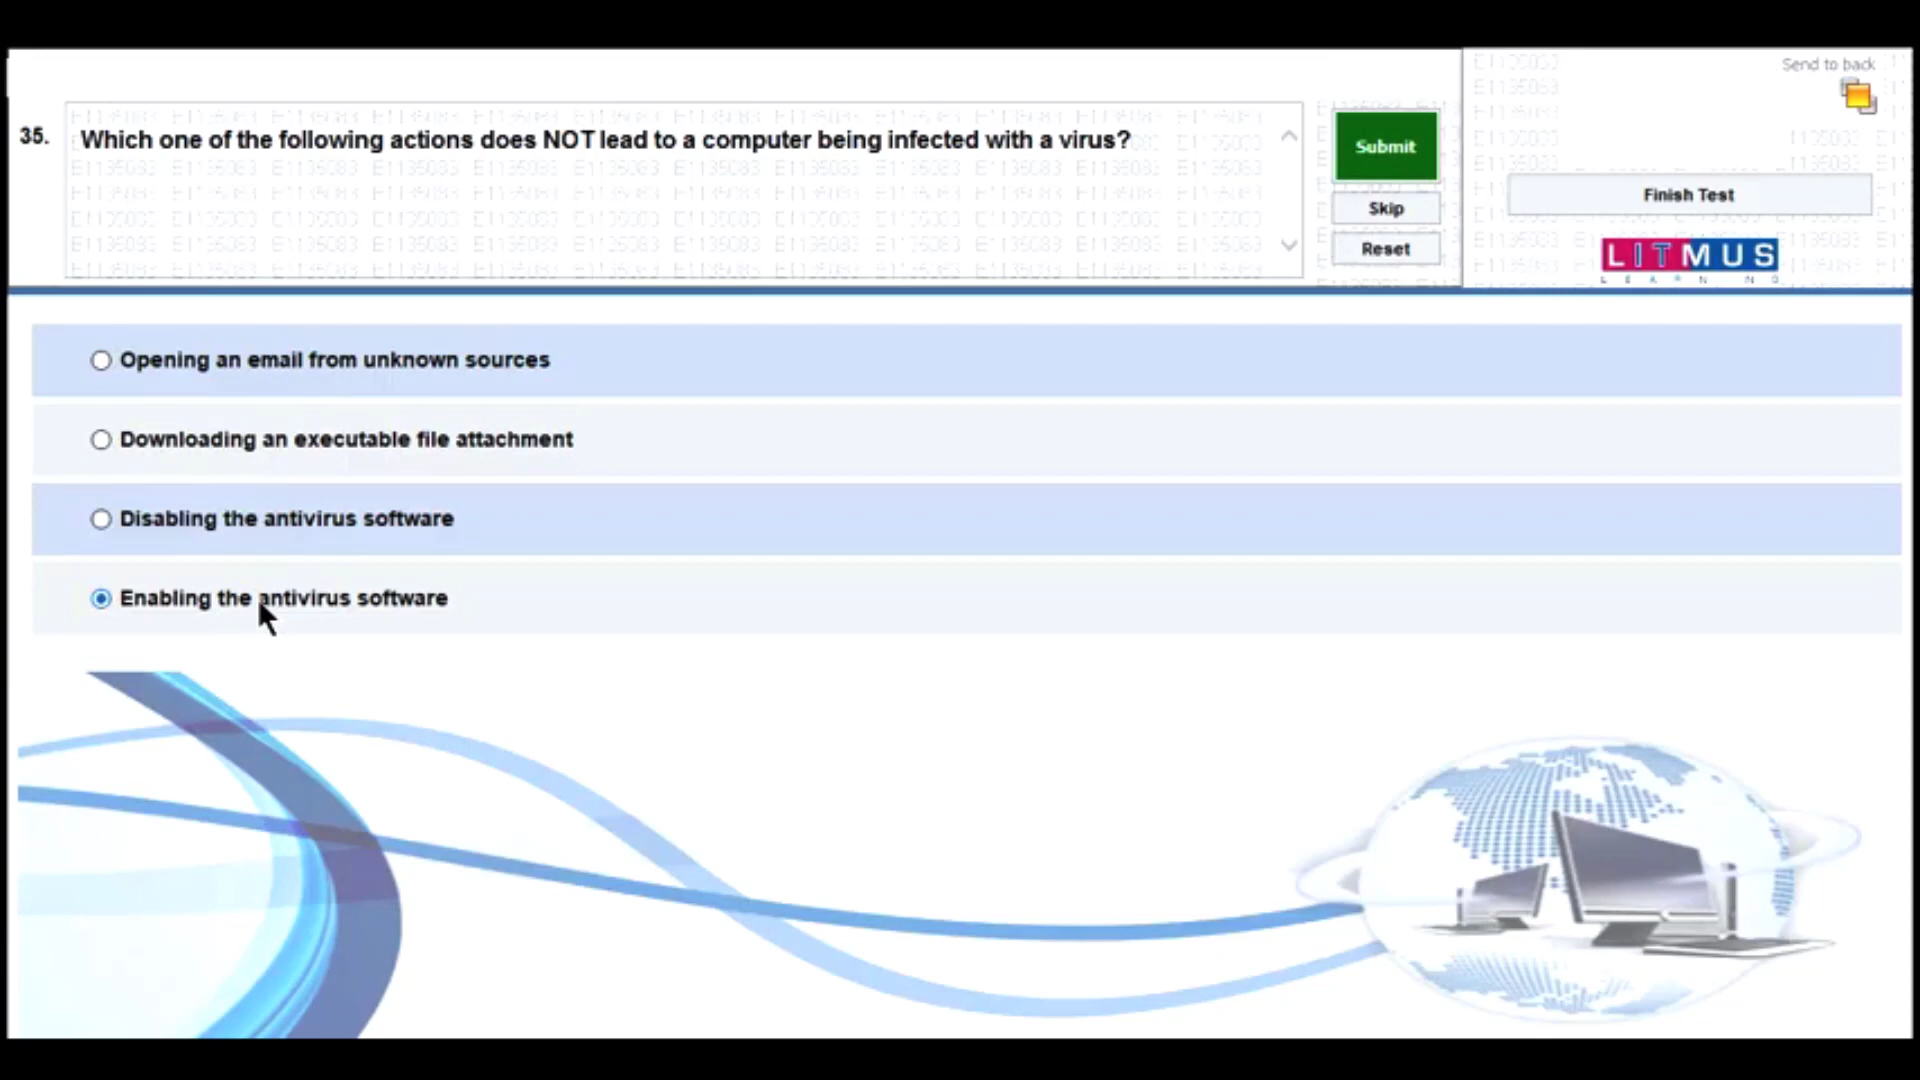 Send to back
35.
Which one of the following actions does NOT lead to a computer being infected with a virus?
Submit
Skip
Reset
Finish Test
LITMUS
Opening an email from unknown sources
Downloading an executable file attachment
Disabling the antivirus software
Enabling the antivirus software